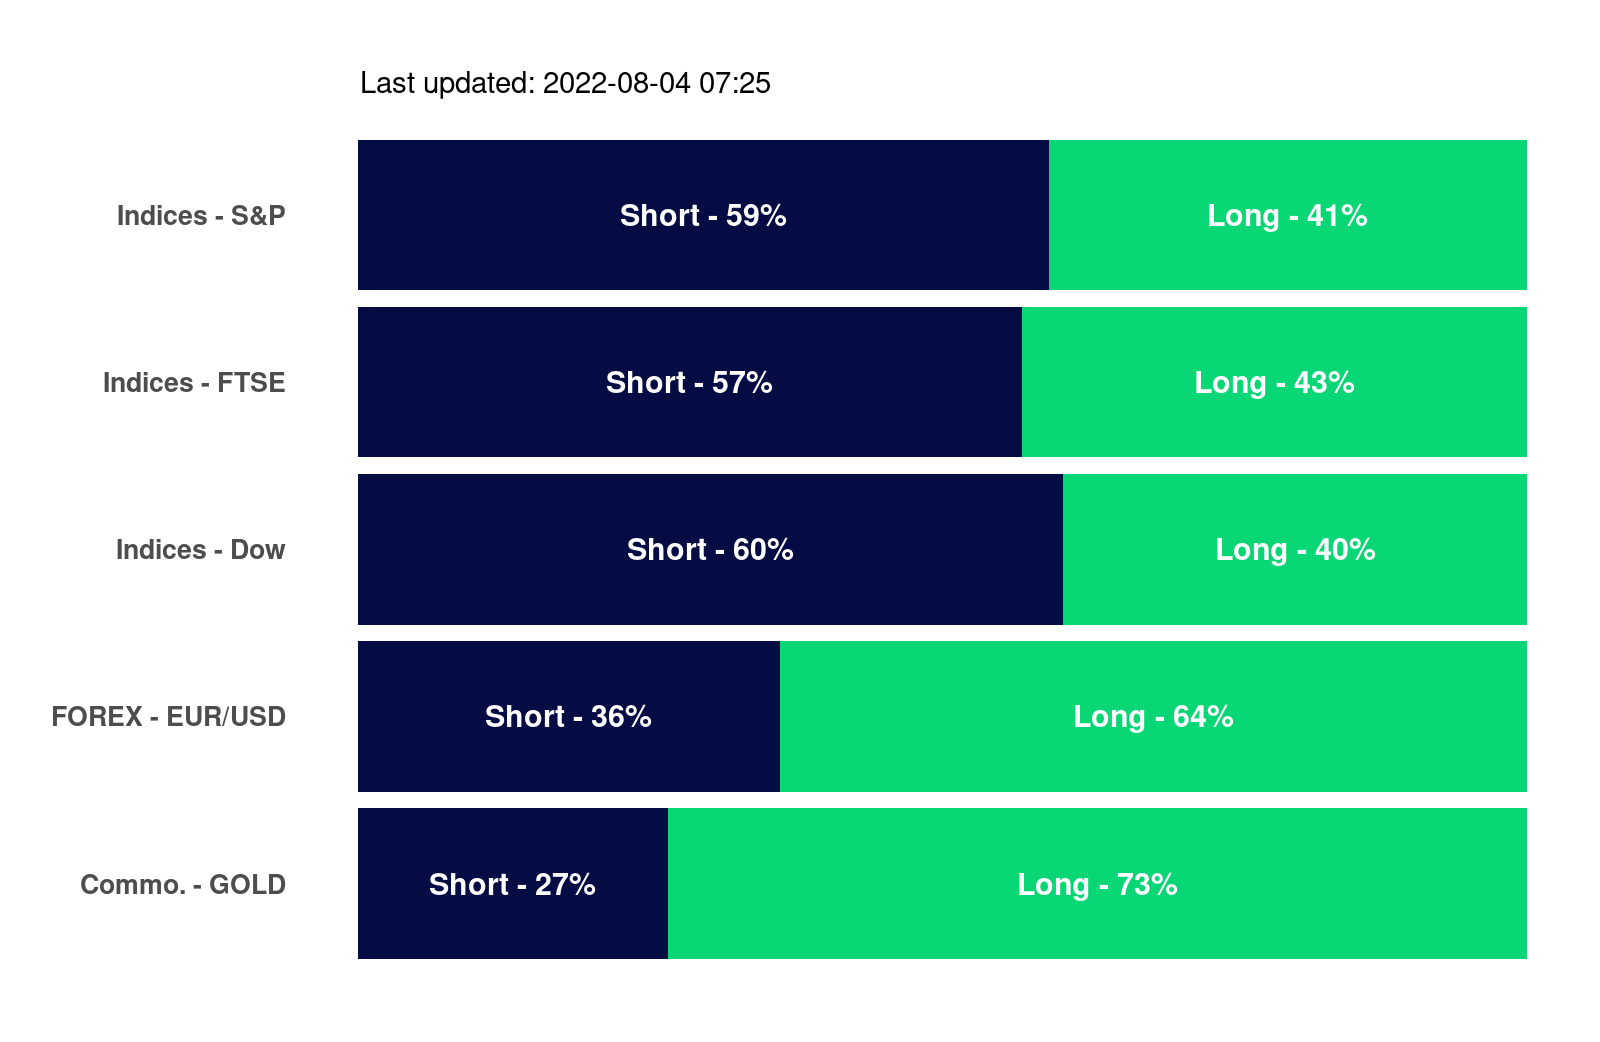 Last updated: 2022-08-04 07:25
Indices - S&P
Short - 59%
Long - 41%
Indices - FTSE
Short - 57%
Long - 43%
Indices - Dow
Short - 60%
Long - 40%
FOREX - EUR/USD
Short - 36%
Long - 64%
Commo. - GOLD
Short - 27%
Long - 73%